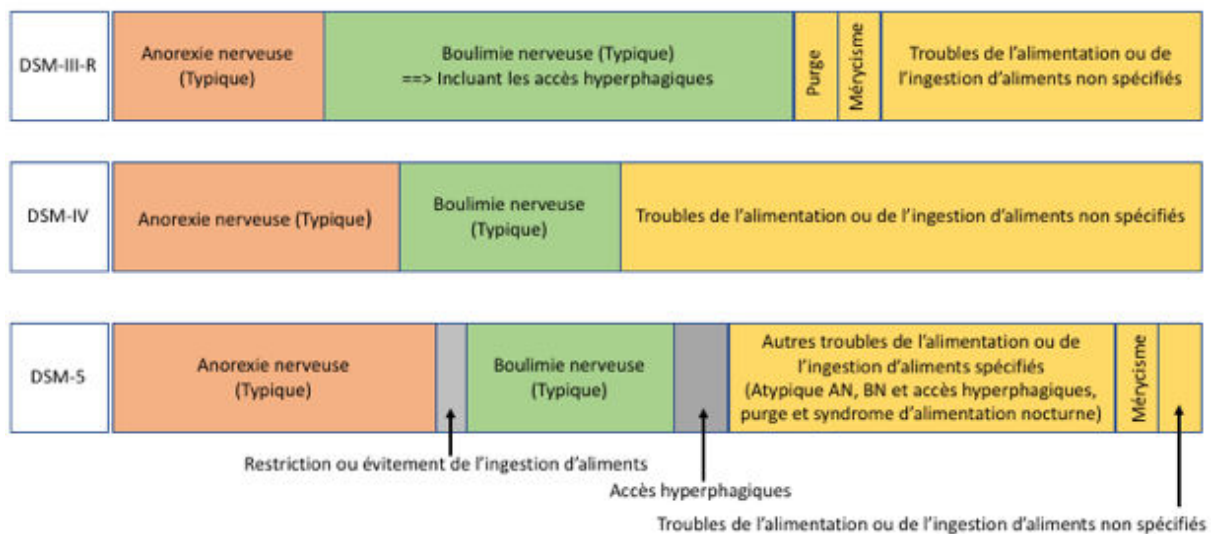 DSM-III-R
Anorexie nerveuse
(Typique)
Boulimie nerveuse (Typique)
==> Incluant les accès hyperphagiques
Purge
Mérycisme
Troubles de l'alimentation ou de
l'ingestion d'aliments non spécifiés
DSM-IV
Anorexie nerveuse (Typique)
Boulimie nerveuse
(Typique)
Troubles de l'alimentation ou de l'ingestion d'aliments non spécifiés
DSM-5
Anorexie nerveuse
(Typique)
Boulimie nerveuse
(Typique)
Autres troubles de l'alimentation ou de
l'ingestion d'aliments spécifiés
(Atypique AN, BN et accès hyperphagiques,
purge et syndrome d'alimentation nocturne)
Mérycisme
Restriction ou évitement de l'ingestion d'aliments
Accès hyperphagiques
Troubles de l'alimentation ou de l'ingestion d'aliments non spécifiés